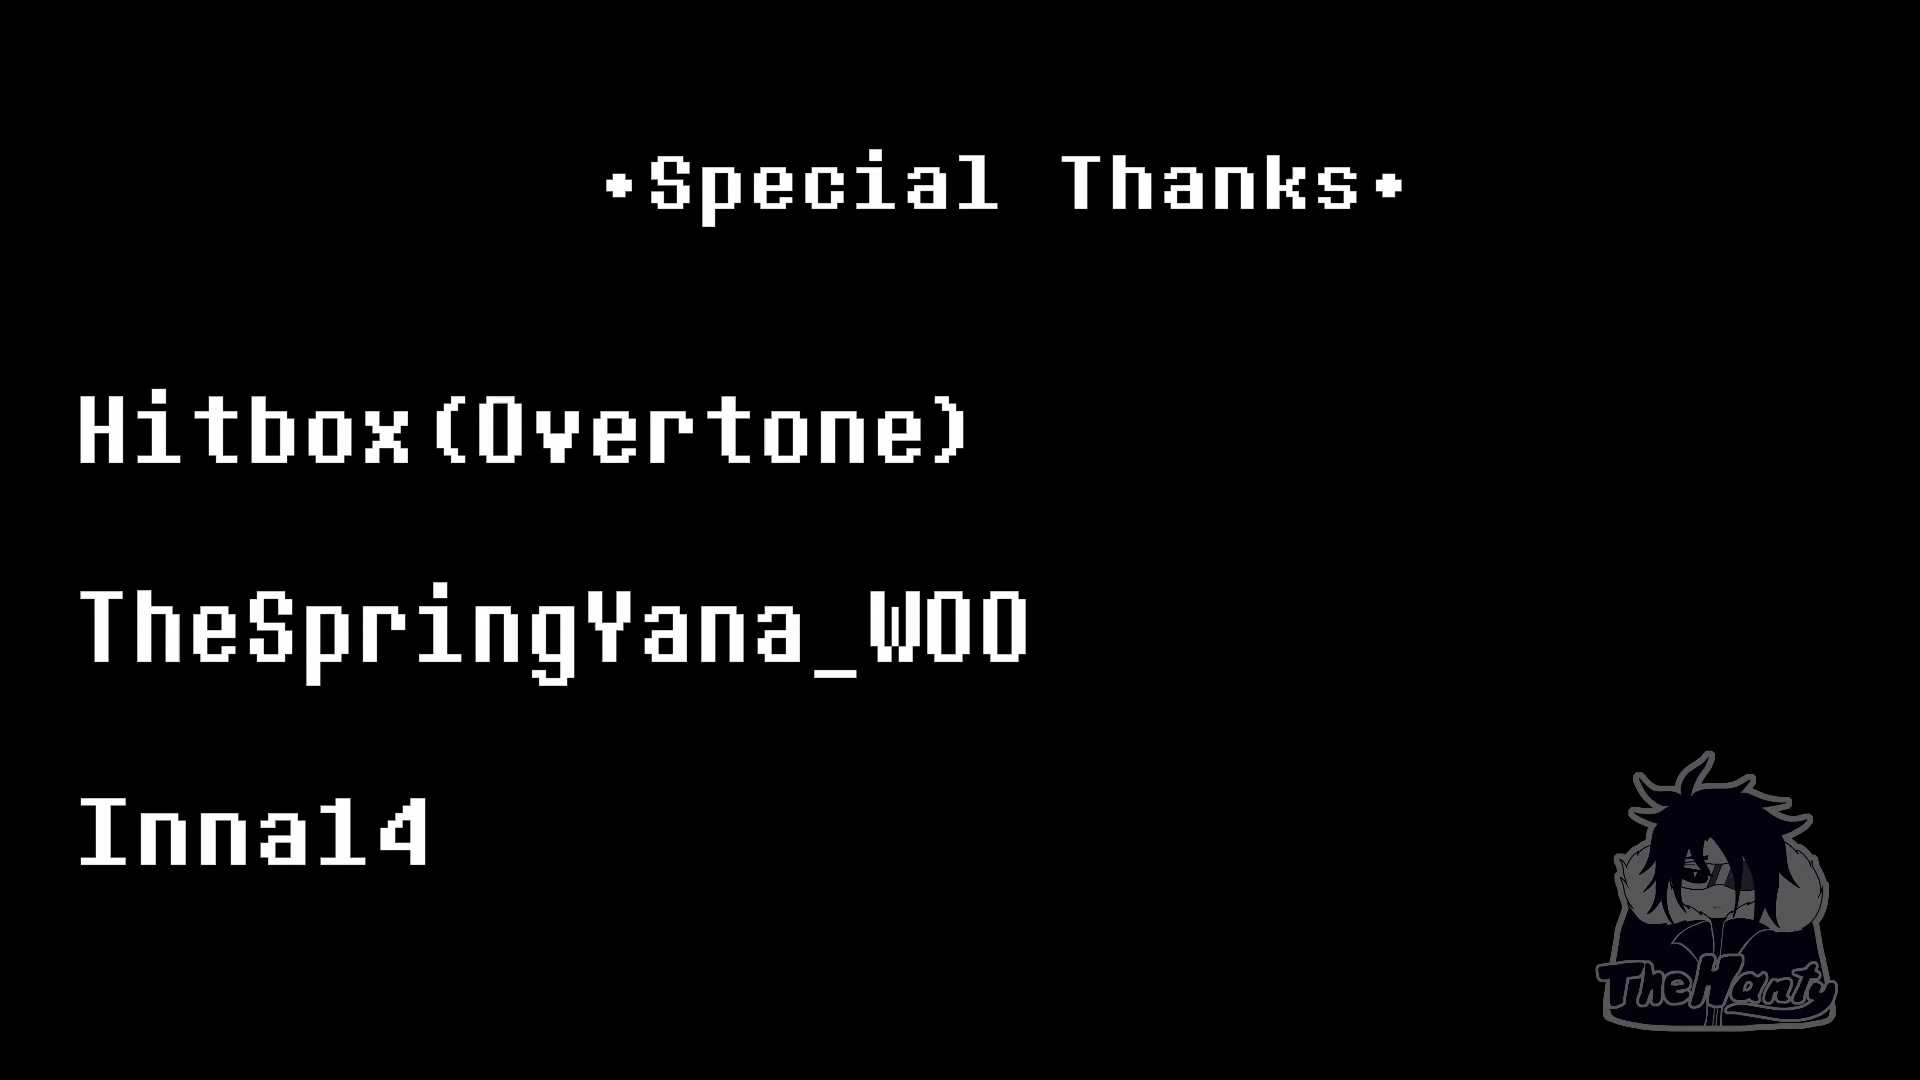 •Special Thanks•
Hitbox(Overtone)
TheSpringYana_WOO
Inna14
TheHanty